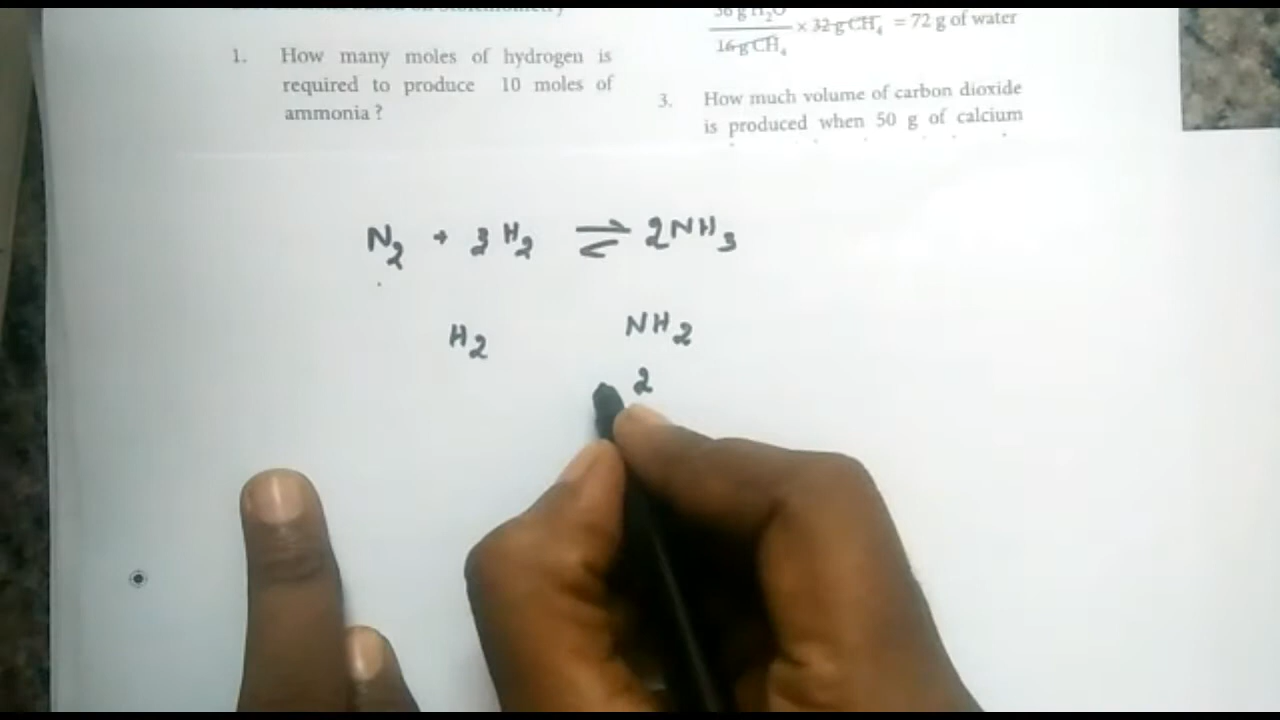 36 g H₂O
16 g CH₄ × 32 g CH₄ = 72 g of water
1. How many moles of hydrogen is
required to produce 10 moles of
ammonia ?
3. How much volume of carbon dioxide
is produced when 50 g of calcium
N₂ + 3H₂ ⇌ 2NH₃
H₂ NH₂
2